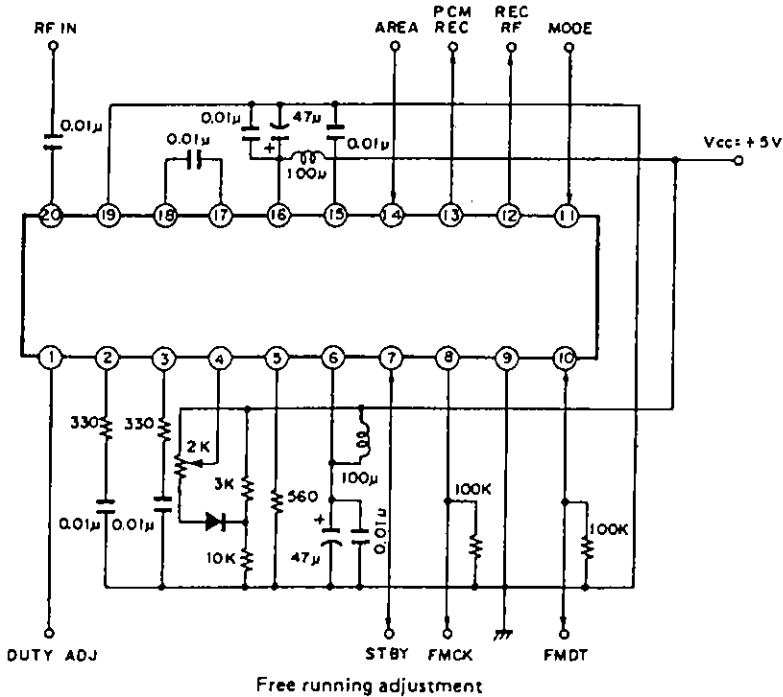 RF IN
AREA
PCM
REC
REC
RF
MODE
0.01μ
0.01μ
47μ
+
0.01μ
0.01μ
100μ
Vcc=+5V
20
19
18
17
16
15
14
13
12
11
1
2
3
4
5
6
7
8
9
10
330
330
2K
3K
560
100μ
100K
100K
0.01μ
0.01μ
10K
+
47μ
0.01μ
DUTY ADJ
STBY
FMCK
FMDT
Free running adjustment